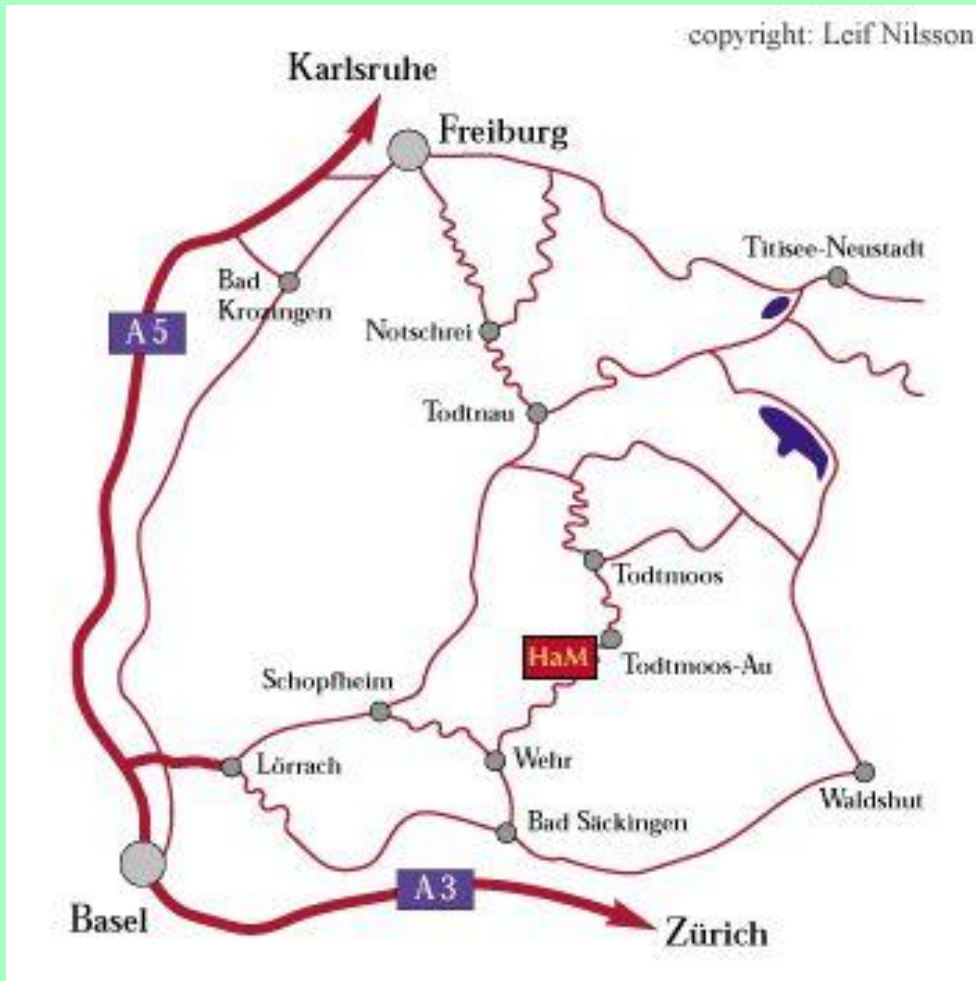 copyright: Leif Nilsson
Karlsruhe
Freiburg
Titisee-Neustadt
Bad
Krozingen
A 5
Notschrei
Todtnau
Todtmoos
HaM
Todtmoos-Au
Schopfheim
Lörrach
Wehr
Waldshut
Bad Säckingen
A 3
Basel
Zürich